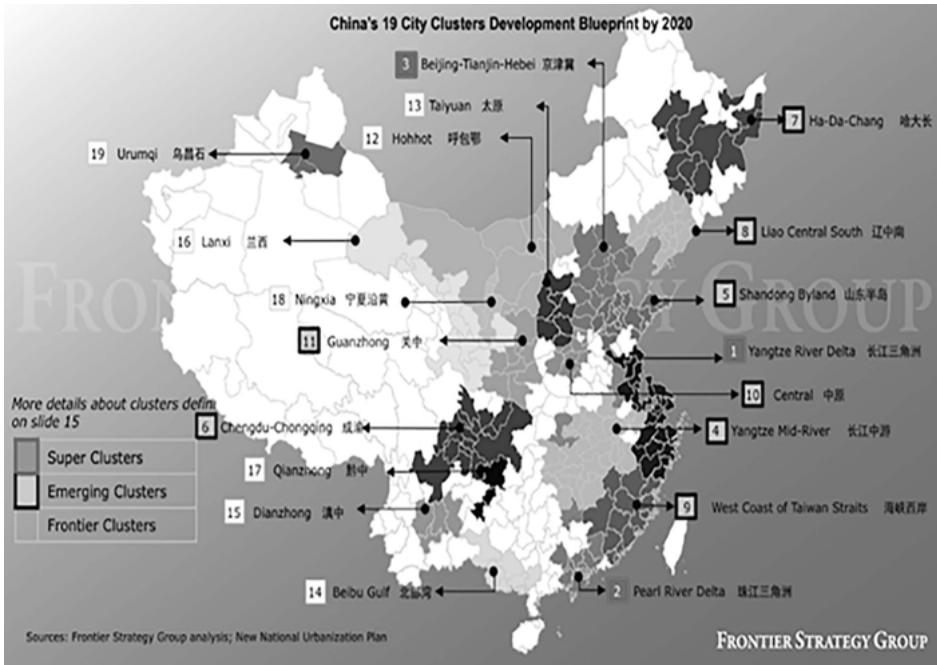 China's 19 City Clusters Development Blueprint by 2020
3 Beijing-Tianjin-Hebei 京津冀
13 Taiyuan 太原
7 Ha-Da-Chang 哈大长
12 Hohhot 呼包鄂
19 Urumqi 乌昌石
16 Lanxi 兰西
8 Liao Central South 辽中南
FRONTIER STRATEGY GROUP
18 Ningxia 宁夏沿黄
5 Shandong Byland 山东半岛
11 Guanzhong 关中
1 Yangtze River Delta 长江三角洲
10 Central 中原
More details about clusters defin
on slide 15
6 Chengdu-Chongqing 成渝
4 Yangtze Mid-River 长江中游
Super Clusters
17 Qianzhong 黔中
Emerging Clusters
15 Dianzhong 滇中
9 West Coast of Taiwan Straits 海峡西岸
Frontier Clusters
14 Beibu Gulf 北部湾
2 Pearl River Delta 珠江三角洲
Sources: Frontier Strategy Group analysis; New National Urbanization Plan
FRONTIER STRATEGY GROUP